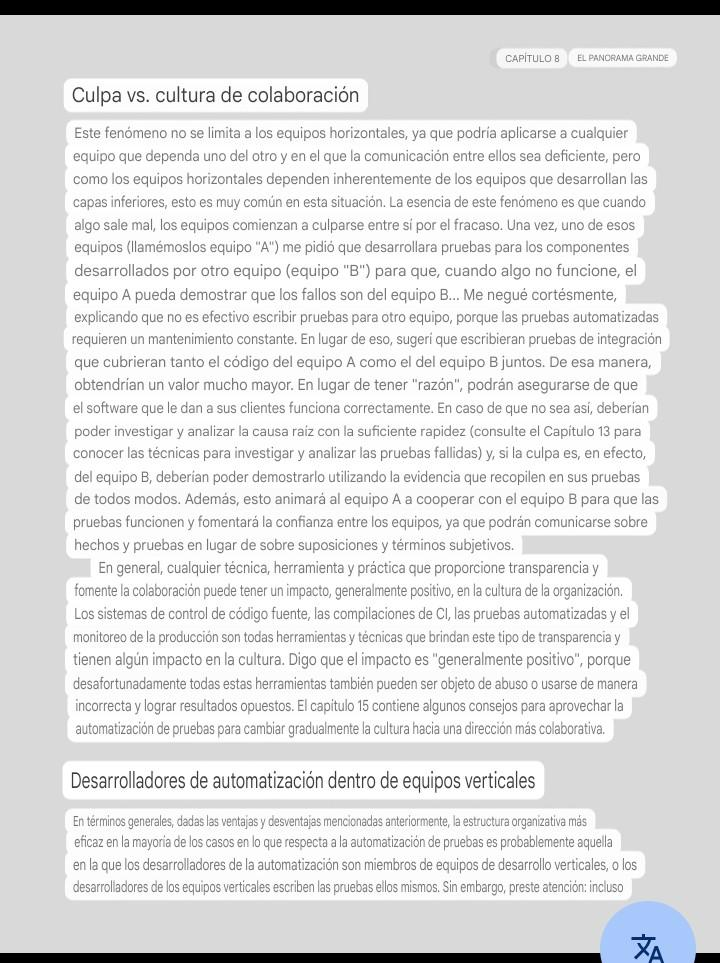 CAPÍTULO 8 EL PANORAMA GRANDE
Culpa vs. cultura de colaboración
Este fenómeno no se limita a los equipos horizontales, ya que podría aplicarse a cualquier
equipo que dependa uno del otro y en el que la comunicación entre ellos sea deficiente, pero
como los equipos horizontales dependen inherentemente de los equipos que desarrollan las
capas inferiores, esto es muy común en esta situación. La esencia de este fenómeno es que cuando
algo sale mal, los equipos comienzan a culparse entre sí por el fracaso. Una vez, uno de esos
equipos (llamémoslos equipo "A") me pidió que desarrollara pruebas para los componentes
desarrollados por otro equipo (equipo "B") para que, cuando algo no funcione, el
equipo A pueda demostrar que los fallos son del equipo B... Me negué cortésmente,
explicando que no es efectivo escribir pruebas para otro equipo, porque las pruebas automatizadas
requieren un mantenimiento constante. En lugar de eso, sugerí que escribieran pruebas de integración
que cubrieran tanto el código del equipo A como el del equipo B juntos. De esa manera,
obtendrían un valor mucho mayor. En lugar de tener "razón", podrán asegurarse de que
el software que le dan a sus clientes funciona correctamente. En caso de que no sea así, deberían
poder investigar y analizar la causa raíz con la suficiente rapidez (consulte el Capítulo 13 para
conocer las técnicas para investigar y analizar las pruebas fallidas) y, si la culpa es, en efecto,
del equipo B, deberían poder demostrarlo utilizando la evidencia que recopilen en sus pruebas
de todos modos. Además, esto animará al equipo A a cooperar con el equipo B para que las
pruebas funcionen y fomentará la confianza entre los equipos, ya que podrán comunicarse sobre
hechos y pruebas en lugar de sobre suposiciones y términos subjetivos.
En general, cualquier técnica, herramienta y práctica que proporcione transparencia y
fomente la colaboración puede tener un impacto, generalmente positivo, en la cultura de la organización.
Los sistemas de control de código fuente, las compilaciones de CI, las pruebas automatizadas y el
monitoreo de la producción son todas herramientas y técnicas que brindan este tipo de transparencia y
tienen algún impacto en la cultura. Digo que el impacto es "generalmente positivo", porque
desafortunadamente todas estas herramientas también pueden ser objeto de abuso o usarse de manera
incorrecta y lograr resultados opuestos. El capítulo 15 contiene algunos consejos para aprovechar la
automatización de pruebas para cambiar gradualmente la cultura hacia una dirección más colaborativa.
Desarrolladores de automatización dentro de equipos verticales
En términos generales, dadas las ventajas y desventajas mencionadas anteriormente, la estructura organizativa más
eficaz en la mayoría de los casos en lo que respecta a la automatización de pruebas es probablemente aquella
en la que los desarrolladores de la automatización son miembros de equipos de desarrollo verticales, o los
desarrolladores de los equipos verticales escriben las pruebas ellos mismos. Sin embargo, preste atención: incluso